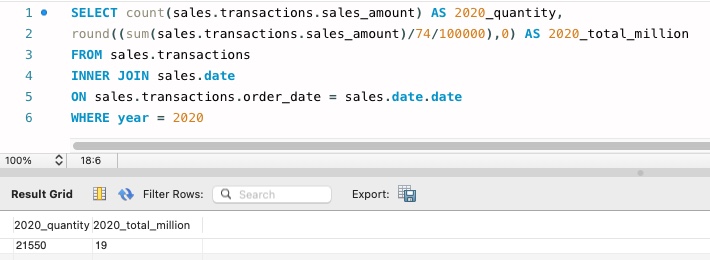 1 SELECT count(sales.transactions.sales_amount) AS 2020_quantity,
2 round((sum(sales.transactions.sales_amount)/74/100000),0) AS 2020_total_million
3 FROM sales.transactions
4 INNER JOIN sales.date
5 ON sales.transactions.order_date = sales.date.date
6 WHERE year = 2020
100% 18:6
Result Grid Filter Rows: Search Export:
2020_quantity 2020_total_million
21550 19